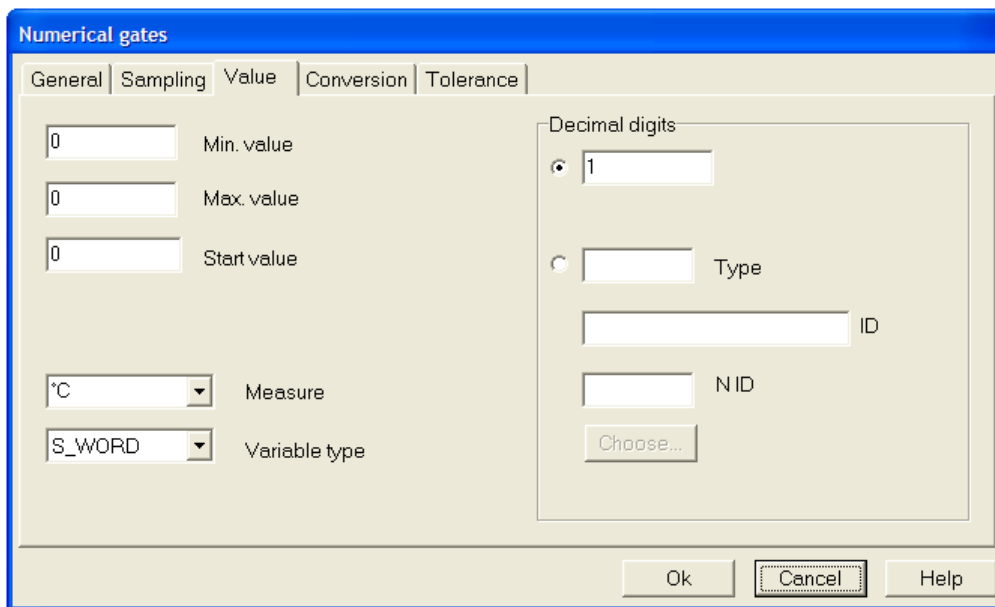 Numerical gates
General Sampling Value Conversion Tolerance
0 Min. value
0 Max. value
0 Start value
°C Measure
S_WORD Variable type
Decimal digits
1
Type
ID
N ID
Choose...
Ok Cancel Help